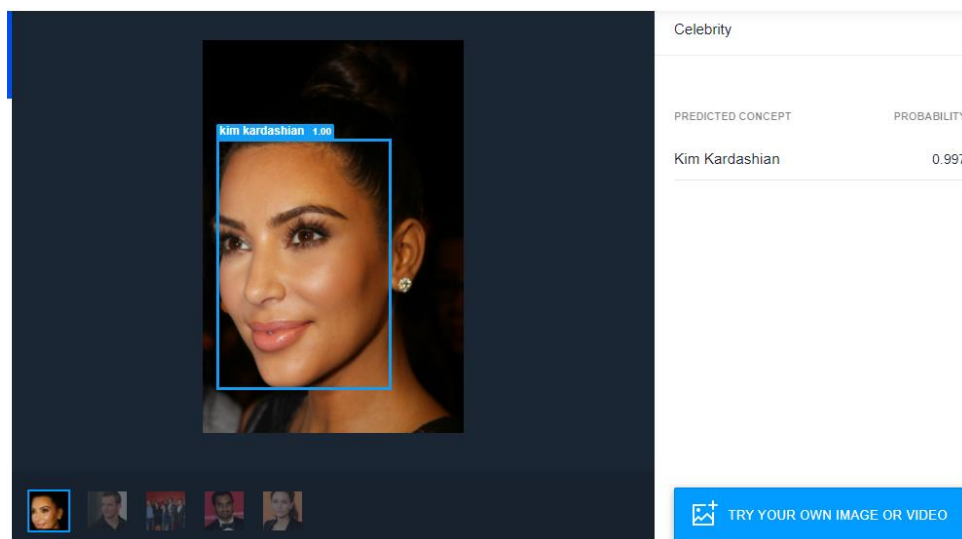 Celebrity
kim kardashian 1.00
PREDICTED CONCEPT PROBABILITY
Kim Kardashian 0.997
TRY YOUR OWN IMAGE OR VIDEO